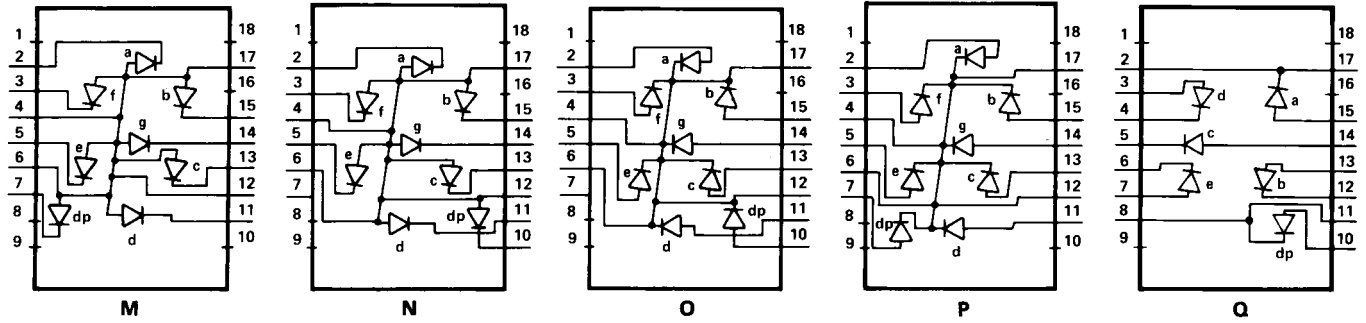 1 18
2 a 17
3 f b 16
4 15
5 g 14
6 e c 13
7 12
8 dp d 11
9 10
M
1 18
2 a 17
3 f b 16
4 15
5 g 14
6 e c 13
7 12
8 dp 11
9 d 10
N
1 18
2 a 17
3 f b 16
4 15
5 g 14
6 e c 13
7 12
8 dp 11
9 d 10
O
1 18
2 a 17
3 f b 16
4 15
5 g 14
6 e c 13
7 12
8 dp 11
9 d 10
P
1 18
2 17
3 d a 16
4 15
5 c 14
6 e b 13
7 12
8 11
9 dp 10
Q